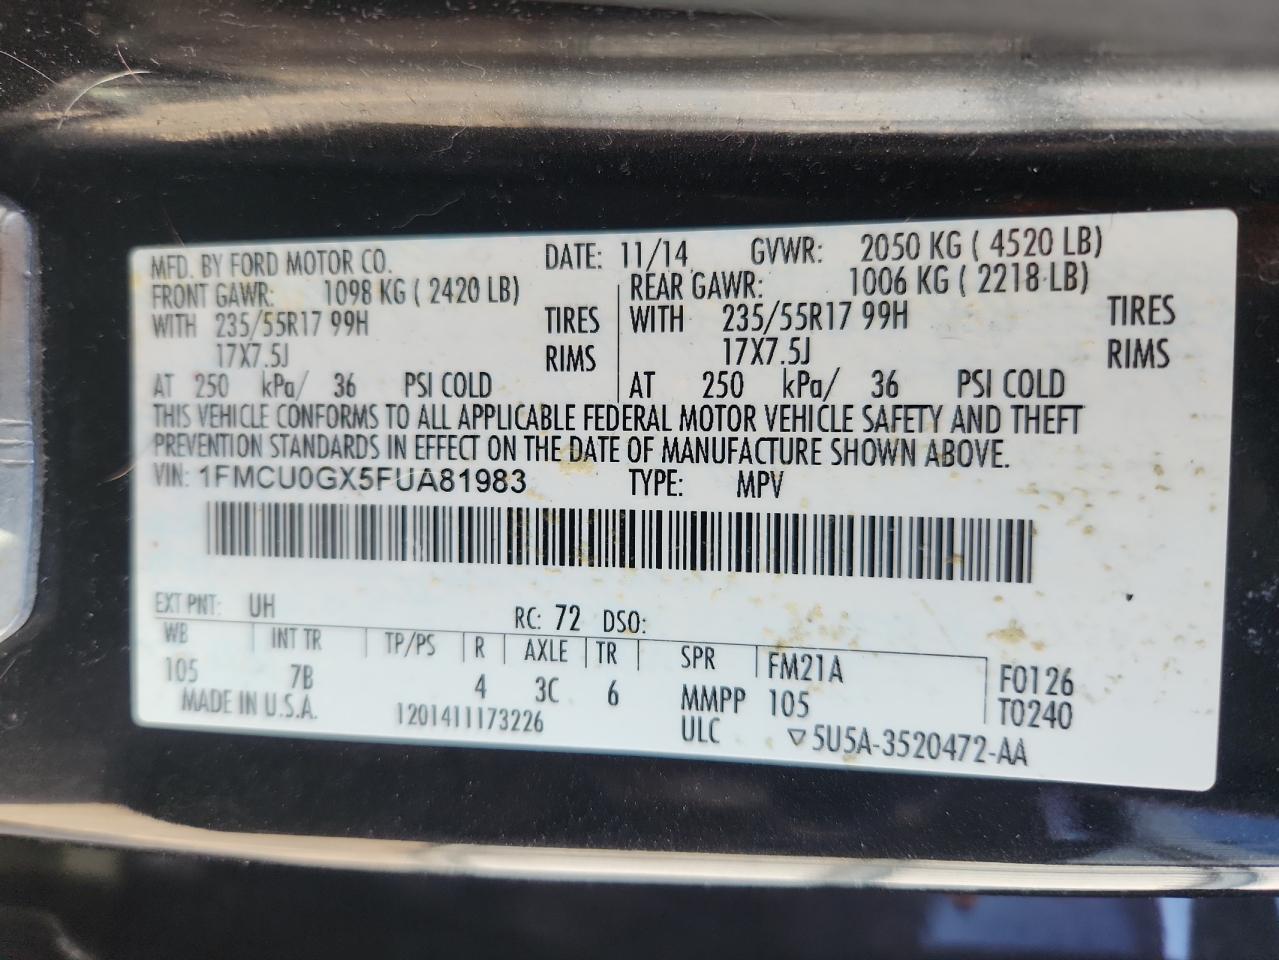 MFD. BY FORD MOTOR CO. DATE: 11/14 GVWR: 2050 KG ( 4520 LB)
FRONT GAWR: 1098 KG ( 2420 LB) REAR GAWR: 1006 KG ( 2218 LB)
WITH 235/55R17 99H TIRES WITH 235/55R17 99H TIRES
17X7.5J RIMS 17X7.5J RIMS
AT 250 kPa/ 36 PSI COLD AT 250 kPa/ 36 PSI COLD
THIS VEHICLE CONFORMS TO ALL APPLICABLE FEDERAL MOTOR VEHICLE SAFETY AND THEFT
PREVENTION STANDARDS IN EFFECT ON THE DATE OF MANUFACTURE SHOWN ABOVE.
VIN: 1FMCU0GX5FUA81983 TYPE: MPV
EXT PNT: UH RC: 72 DSO:
WB INT TR TP/PS R AXLE TR SPR FM21A F0126
105 7B 4 3C 6 MMPP 105 T0240
MADE IN U.S.A. 1201411173226 ULC ▽5U5A-3520472-AA